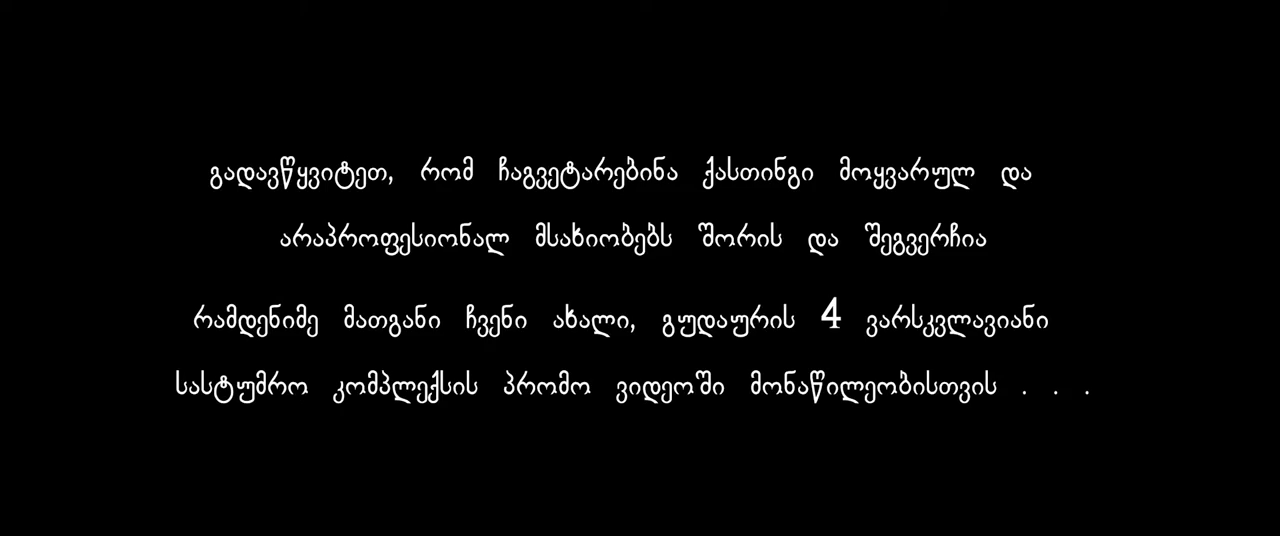 გადავწყვიტეთ, რომ ჩაგვეტარებინა ქასთინგი მოყვარულ და
არაპროფესიონალ მსახიობებს შორის და შეგვერჩია
რამდენიმე მათგანი ჩვენი ახალი, გუდაურის 4 ვარსკვლავიანი
სასტუმრო კომპლექსის პრომო ვიდეოში მონაწილეობისთვის . . .